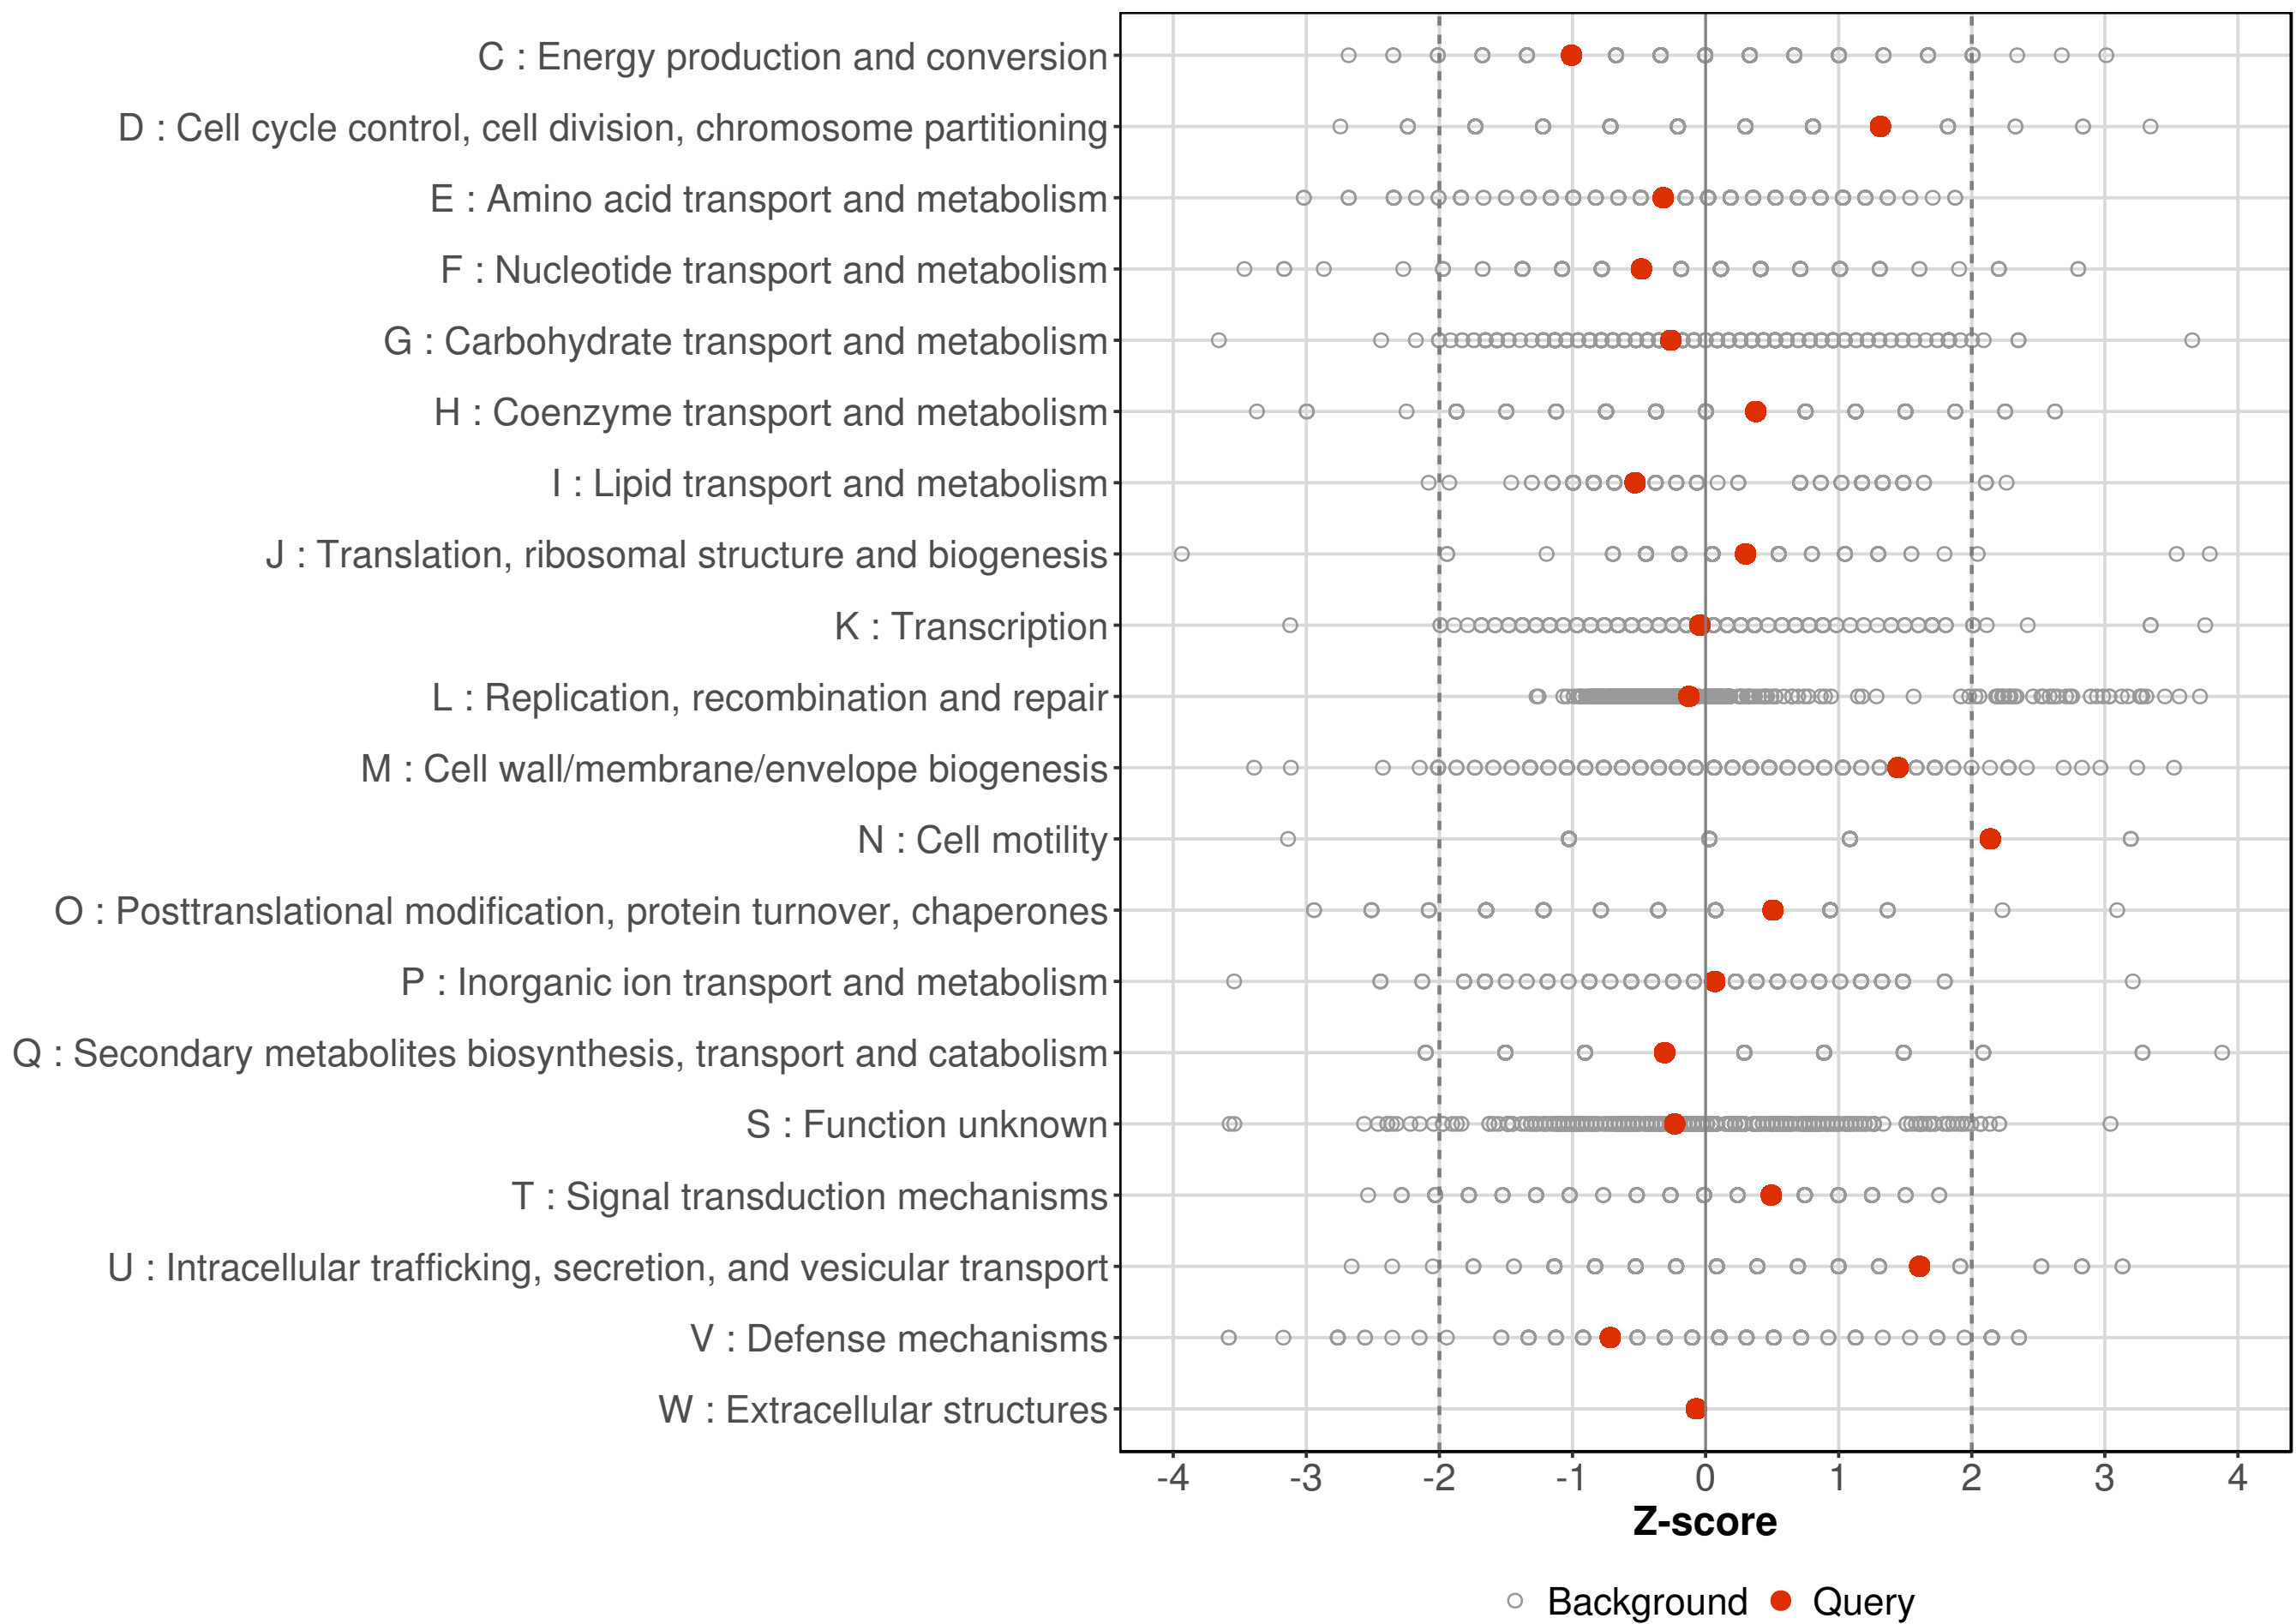 C : Energy production and conversion
D : Cell cycle control, cell division, chromosome partitioning
E : Amino acid transport and metabolism
F : Nucleotide transport and metabolism
G : Carbohydrate transport and metabolism
H : Coenzyme transport and metabolism
I : Lipid transport and metabolism
J : Translation, ribosomal structure and biogenesis
K : Transcription
L : Replication, recombination and repair
M : Cell wall/membrane/envelope biogenesis
N : Cell motility
O : Posttranslational modification, protein turnover, chaperones
P : Inorganic ion transport and metabolism
Q : Secondary metabolites biosynthesis, transport and catabolism
S : Function unknown
T : Signal transduction mechanisms
U : Intracellular trafficking, secretion, and vesicular transport
V : Defense mechanisms
W : Extracellular structures
-4 -3 -2 -1 0 1 2 3 4
Z-score
Background Query